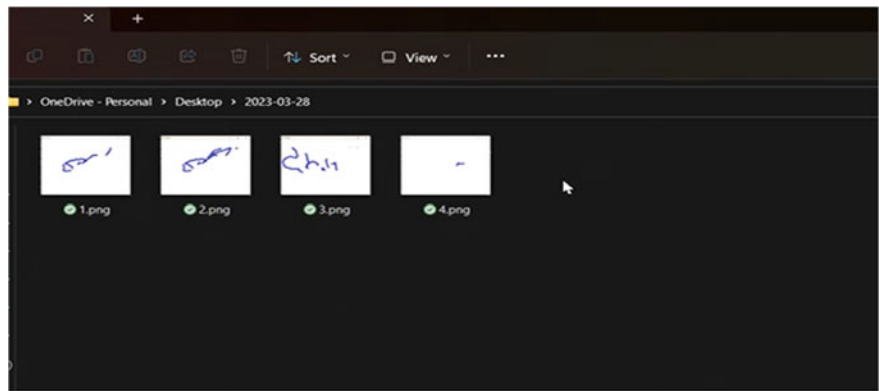 Sort View ...
OneDrive - Personal > Desktop > 2023-03-28
1.png 2.png 3.png 4.png